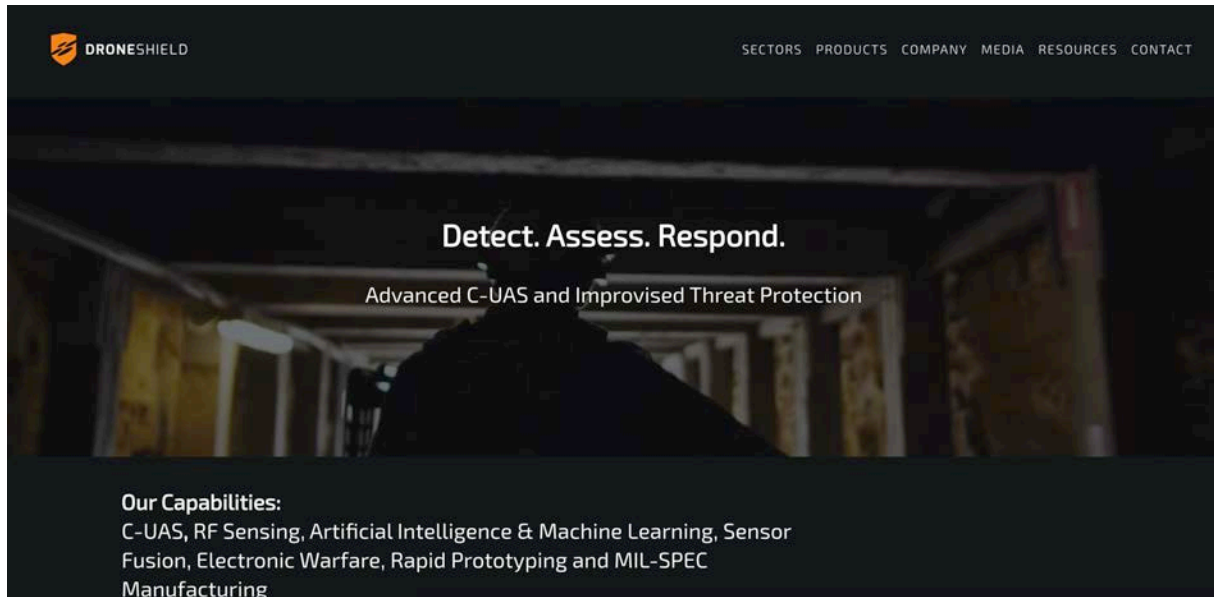 DRONESHIELD
SECTORS PRODUCTS COMPANY MEDIA RESOURCES CONTACT
Detect. Assess. Respond.
Advanced C-UAS and Improvised Threat Protection
Our Capabilities:
C-UAS, RF Sensing, Artificial Intelligence & Machine Learning, Sensor
Fusion, Electronic Warfare, Rapid Prototyping and MIL-SPEC
Manufacturing